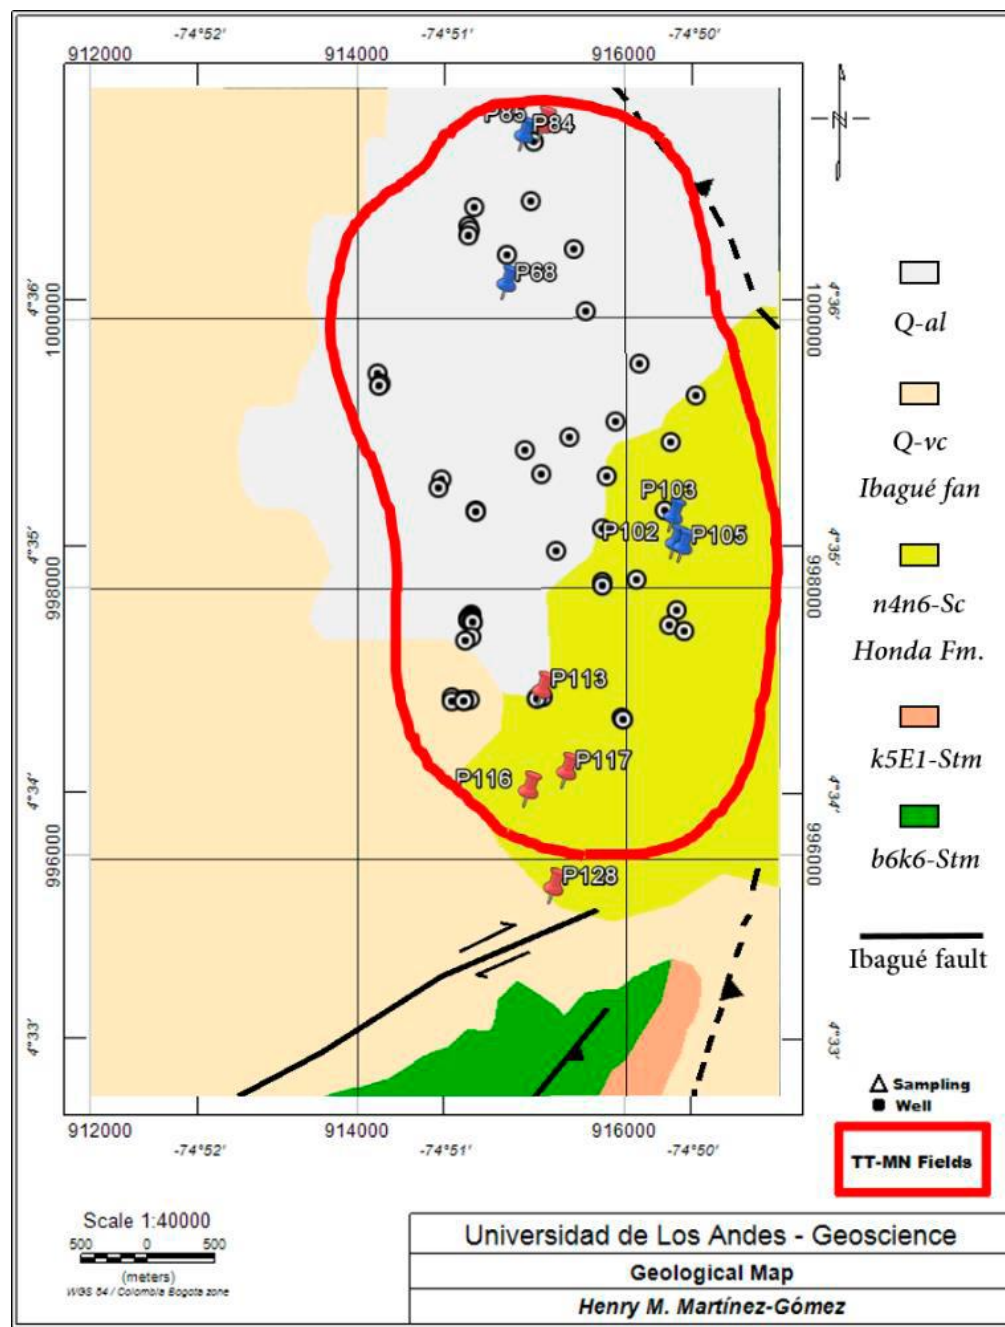 -74°52'
-74°51'
-74°50'
912000
914000
916000
P85
P84
P68
4°36'
1000000
4°36'
1000000
P103
P102
P105
4°35'
998000
4°35'
998000
P113
P117
P116
4°34'
996000
4°34'
996000
P128
4°33'
4°33'
912000
914000
916000
-74°52'
-74°51'
-74°50'
N
Q-al
Q-vc
Ibagué fan
n4n6-Sc
Honda Fm.
k5E1-Stm
b6k6-Stm
Ibagué fault
Sampling
Well
TT-MN Fields
Scale 1:40000
500 0 500
(meters)
WGS 84 / Colombia Bogota zone
Universidad de Los Andes - Geoscience
Geological Map
Henry M. Martínez-Gómez